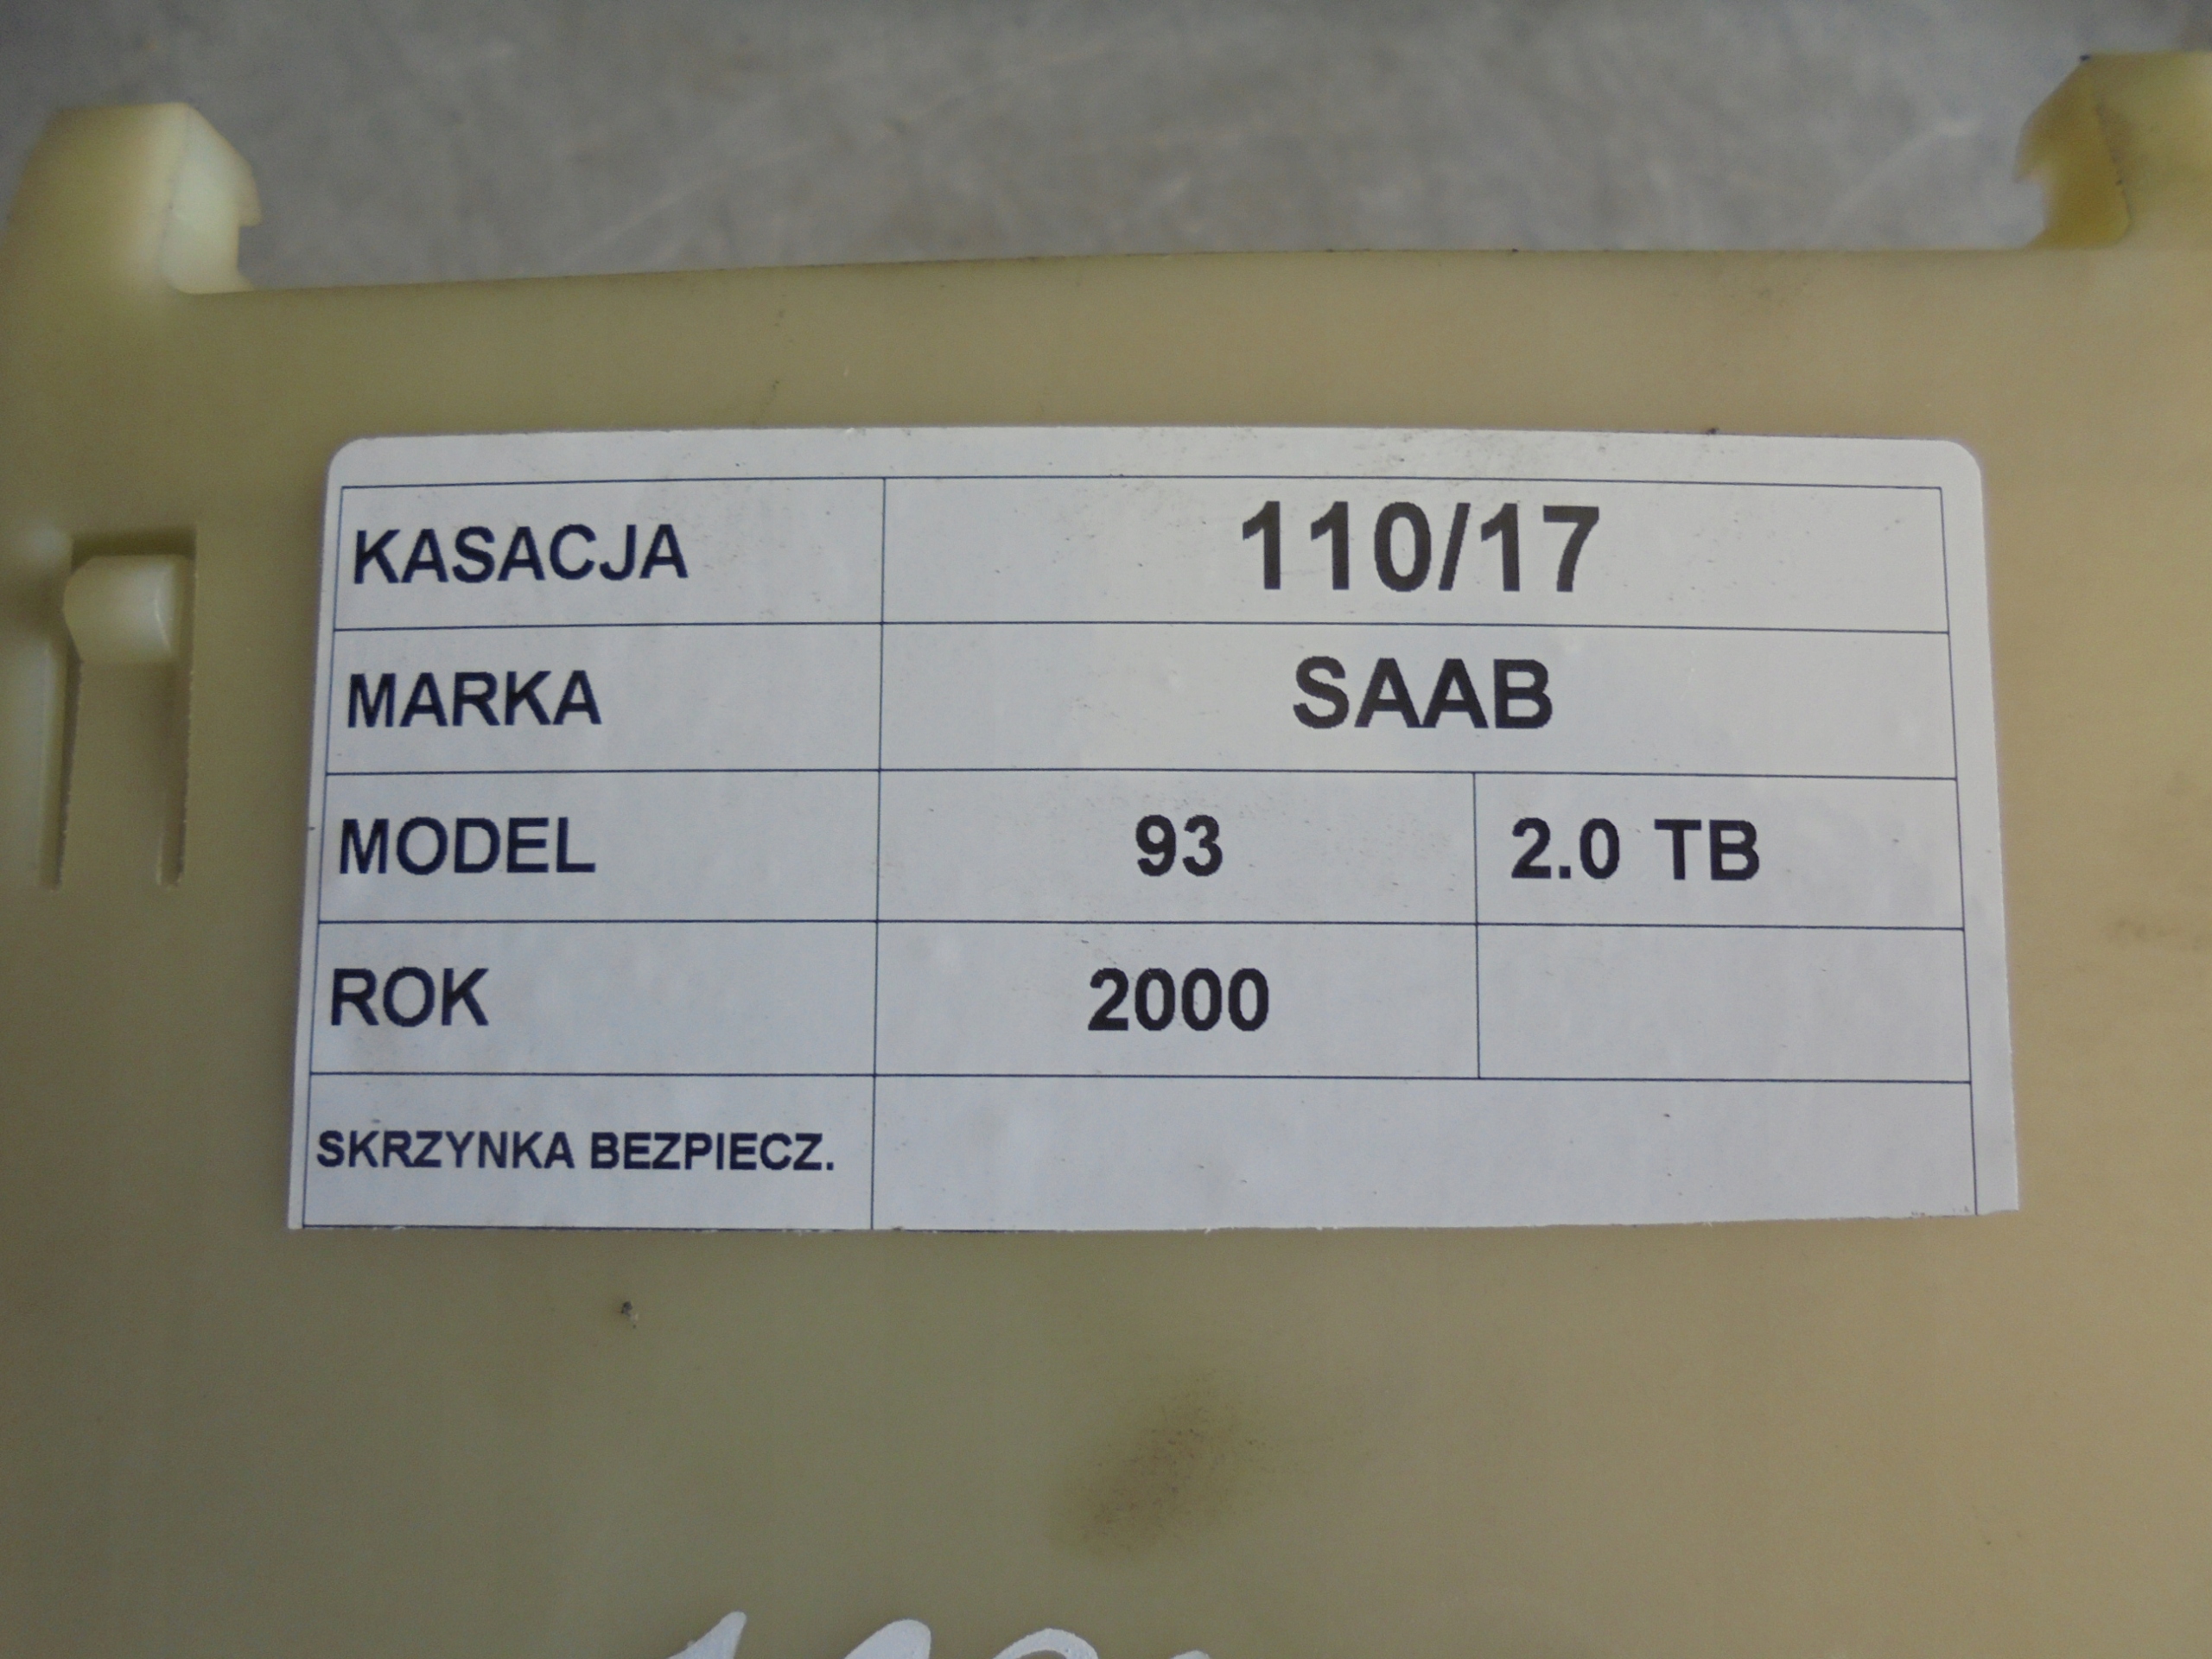 KASACJA 110/17
MARKA SAAB
MODEL 93 2.0 TB
ROK 2000
SKRZYNKA BEZPIECZ.